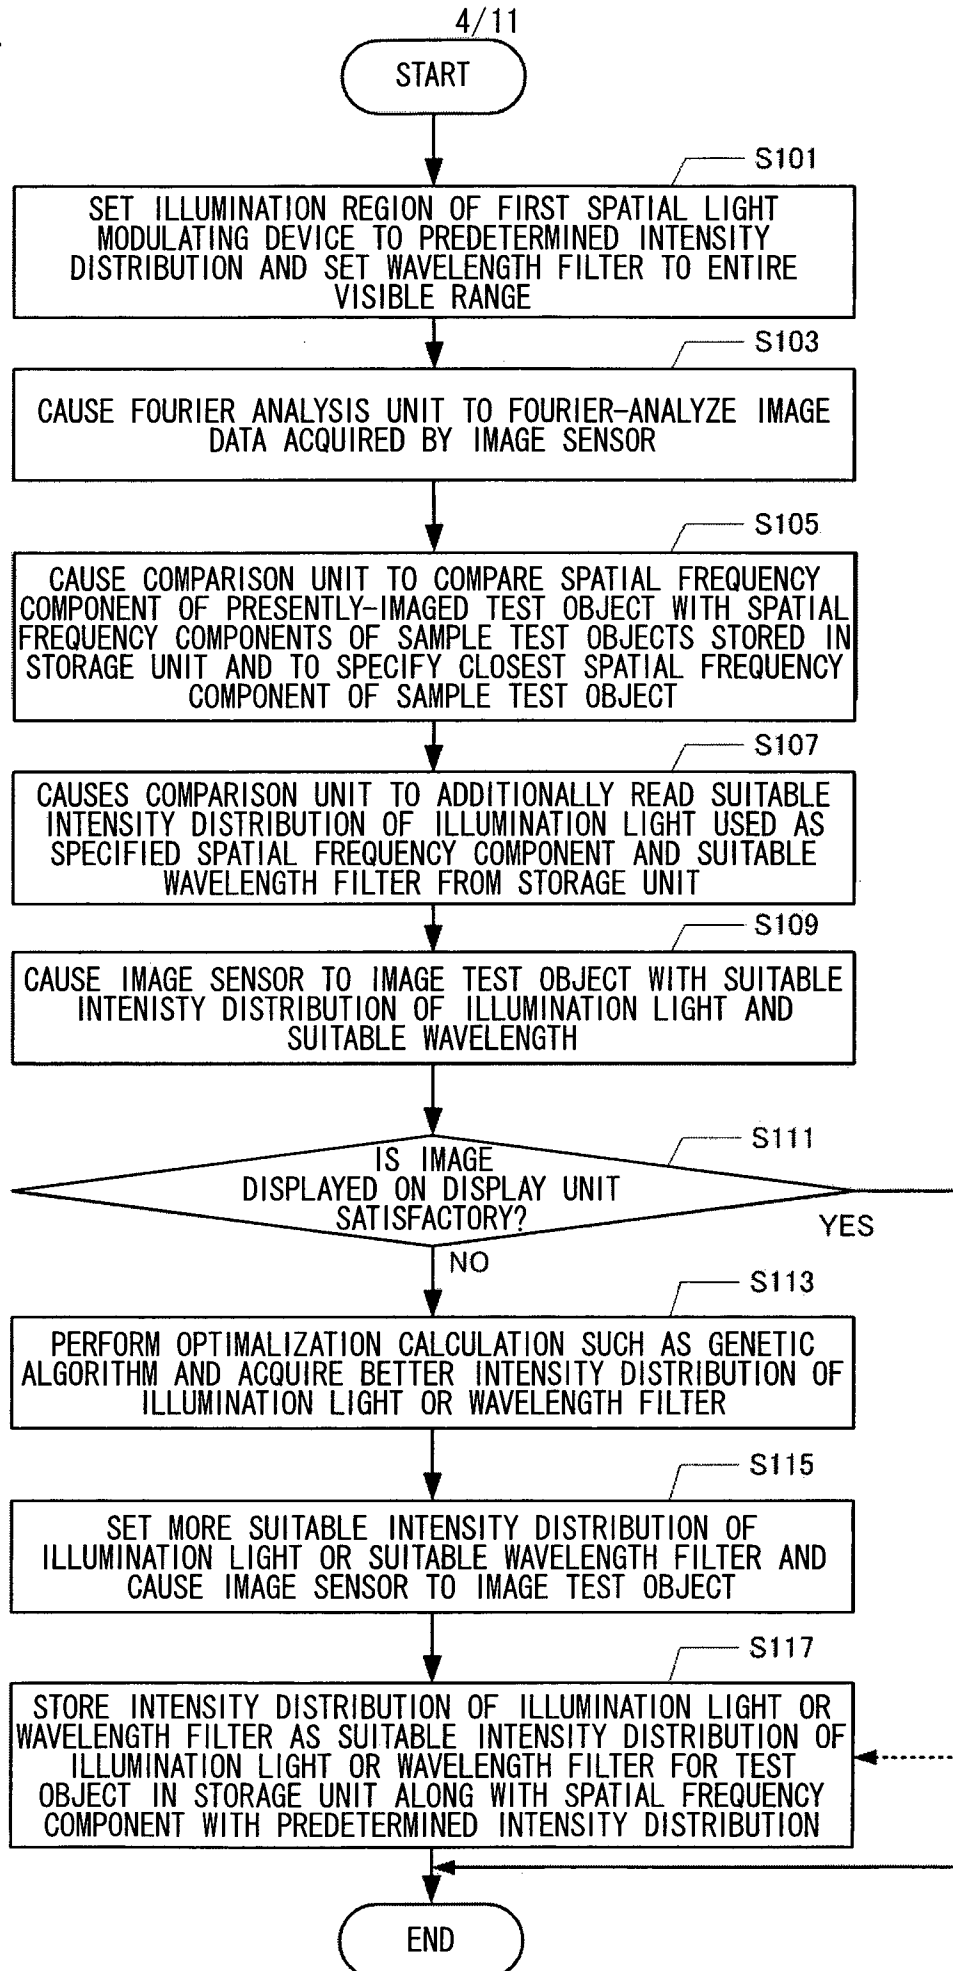 4/11
START
S101
SET ILLUMINATION REGION OF FIRST SPATIAL LIGHT
MODULATING DEVICE TO PREDETERMINED INTENSITY
DISTRIBUTION AND SET WAVELENGTH FILTER TO ENTIRE
VISIBLE RANGE
S103
CAUSE FOURIER ANALYSIS UNIT TO FOURIER-ANALYZE IMAGE
DATA ACQUIRED BY IMAGE SENSOR
S105
CAUSE COMPARISON UNIT TO COMPARE SPATIAL FREQUENCY
COMPONENT OF PRESENTLY-IMAGED TEST OBJECT WITH SPATIAL
FREQUENCY COMPONENTS OF SAMPLE TEST OBJECTS STORED IN
STORAGE UNIT AND TO SPECIFY CLOSEST SPATIAL FREQUENCY
COMPONENT OF SAMPLE TEST OBJECT
S107
CAUSES COMPARISON UNIT TO ADDITIONALLY READ SUITABLE
INTENSITY DISTRIBUTION OF ILLUMINATION LIGHT USED AS
SPECIFIED SPATIAL FREQUENCY COMPONENT AND SUITABLE
WAVELENGTH FILTER FROM STORAGE UNIT
S109
CAUSE IMAGE SENSOR TO IMAGE TEST OBJECT WITH SUITABLE
INTENISTY DISTRIBUTION OF ILLUMINATION LIGHT AND
SUITABLE WAVELENGTH
S111
IS IMAGE
DISPLAYED ON DISPLAY UNIT
SATISFACTORY?
YES
NO
S113
PERFORM OPTIMALIZATION CALCULATION SUCH AS GENETIC
ALGORITHM AND ACQUIRE BETTER INTENSITY DISTRIBUTION OF
ILLUMINATION LIGHT OR WAVELENGTH FILTER
S115
SET MORE SUITABLE INTENSITY DISTRIBUTION OF
ILLUMINATION LIGHT OR SUITABLE WAVELENGTH FILTER AND
CAUSE IMAGE SENSOR TO IMAGE TEST OBJECT
S117
STORE INTENSITY DISTRIBUTION OF ILLUMINATION LIGHT OR
WAVELENGTH FILTER AS SUITABLE INTENSITY DISTRIBUTION OF
ILLUMINATION LIGHT OR WAVELENGTH FILTER FOR TEST
OBJECT IN STORAGE UNIT ALONG WITH SPATIAL FREQUENCY
COMPONENT WITH PREDETERMINED INTENSITY DISTRIBUTION
END